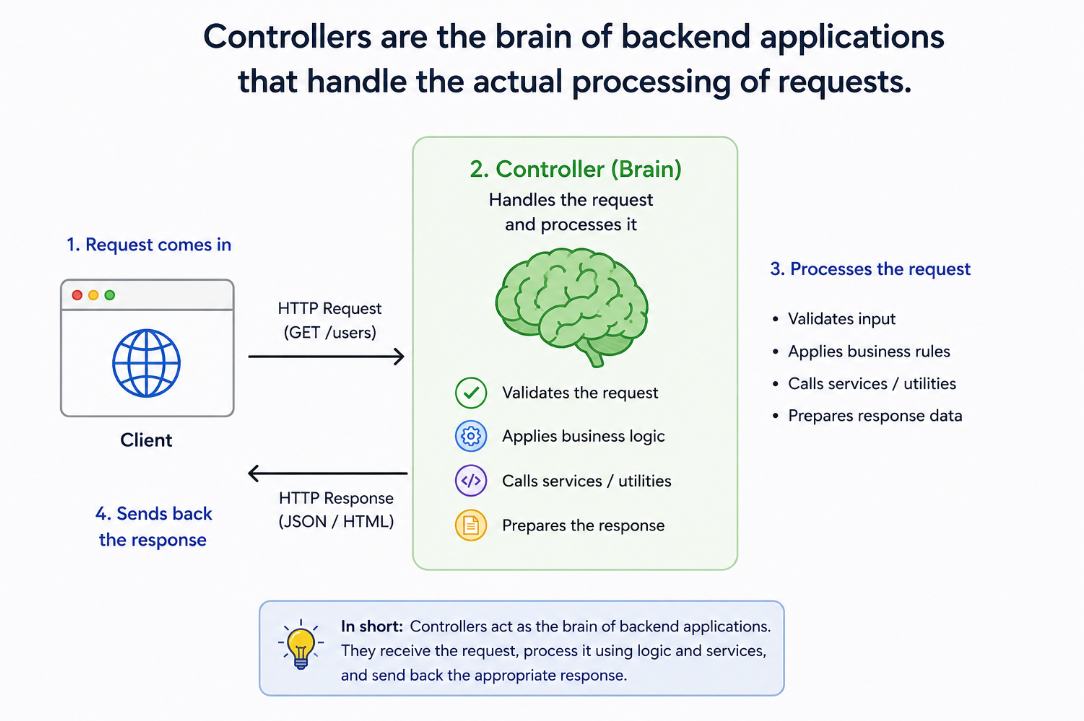 Controllers are the brain of backend applications
that handle the actual processing of requests.
1. Request comes in
Client
HTTP Request
(GET /users)
HTTP Response
(JSON / HTML)
4. Sends back
the response
2. Controller (Brain)
Handles the request
and processes it
Validates the request
Applies business logic
</> Calls services / utilities
Prepares the response
3. Processes the request
• Validates input
• Applies business rules
• Calls services / utilities
• Prepares response data
In short: Controllers act as the brain of backend applications.
They receive the request, process it using logic and services,
and send back the appropriate response.